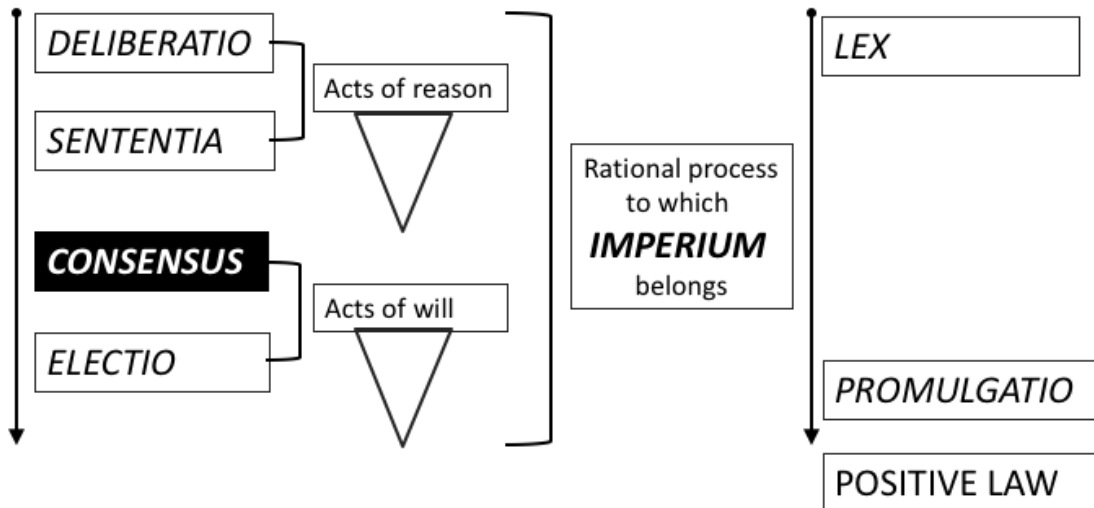 DELIBERATIO
SENTENTIA
CONSENSUS
ELECTIO
Acts of reason
Acts of will
Rational process
to which
IMPERIUM
belongs
LEX
PROMULGATIO
POSITIVE LAW